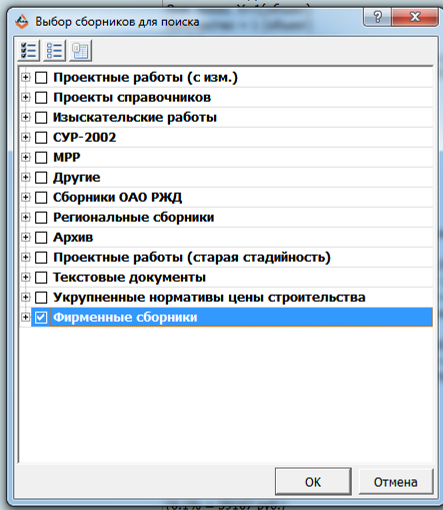 Выбор сборников для поиска
Проектные работы (с изм.)
Проекты справочников
Изыскательские работы
СУР-2002
МРР
Другие
Сборники ОАО РЖД
Региональные сборники
Архив
Проектные работы (старая стадийность)
Текстовые документы
Укрупненные нормативы цены строительства
Фирменные сборники
ОК
Отмена